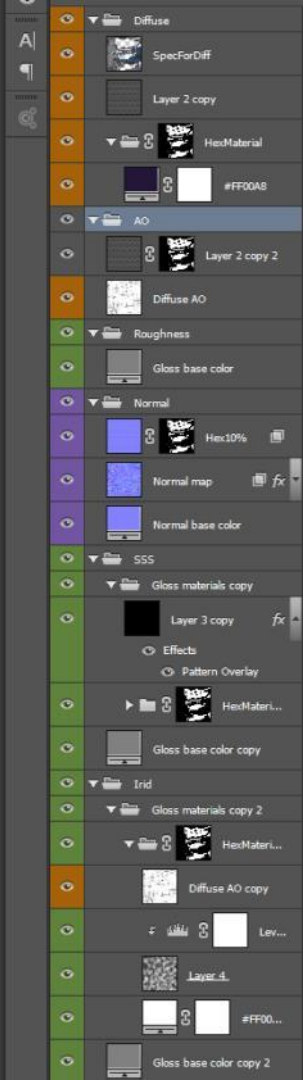 A|
¶
Diffuse
SpecForDiff
Layer 2 copy
HexMaterial
#FF00A8
AO
Layer 2 copy 2
Diffuse AO
Roughness
Gloss base color
Normal
Hex10%
Normal map fx
Normal base color
SSS
Gloss materials copy
Layer 3 copy fx
Effects
Pattern Overlay
HexMateri...
Gloss base color copy
Irid
Gloss materials copy 2
HexMateri...
Diffuse AO copy
Lev...
Layer 4
#FF00...
Gloss base color copy 2